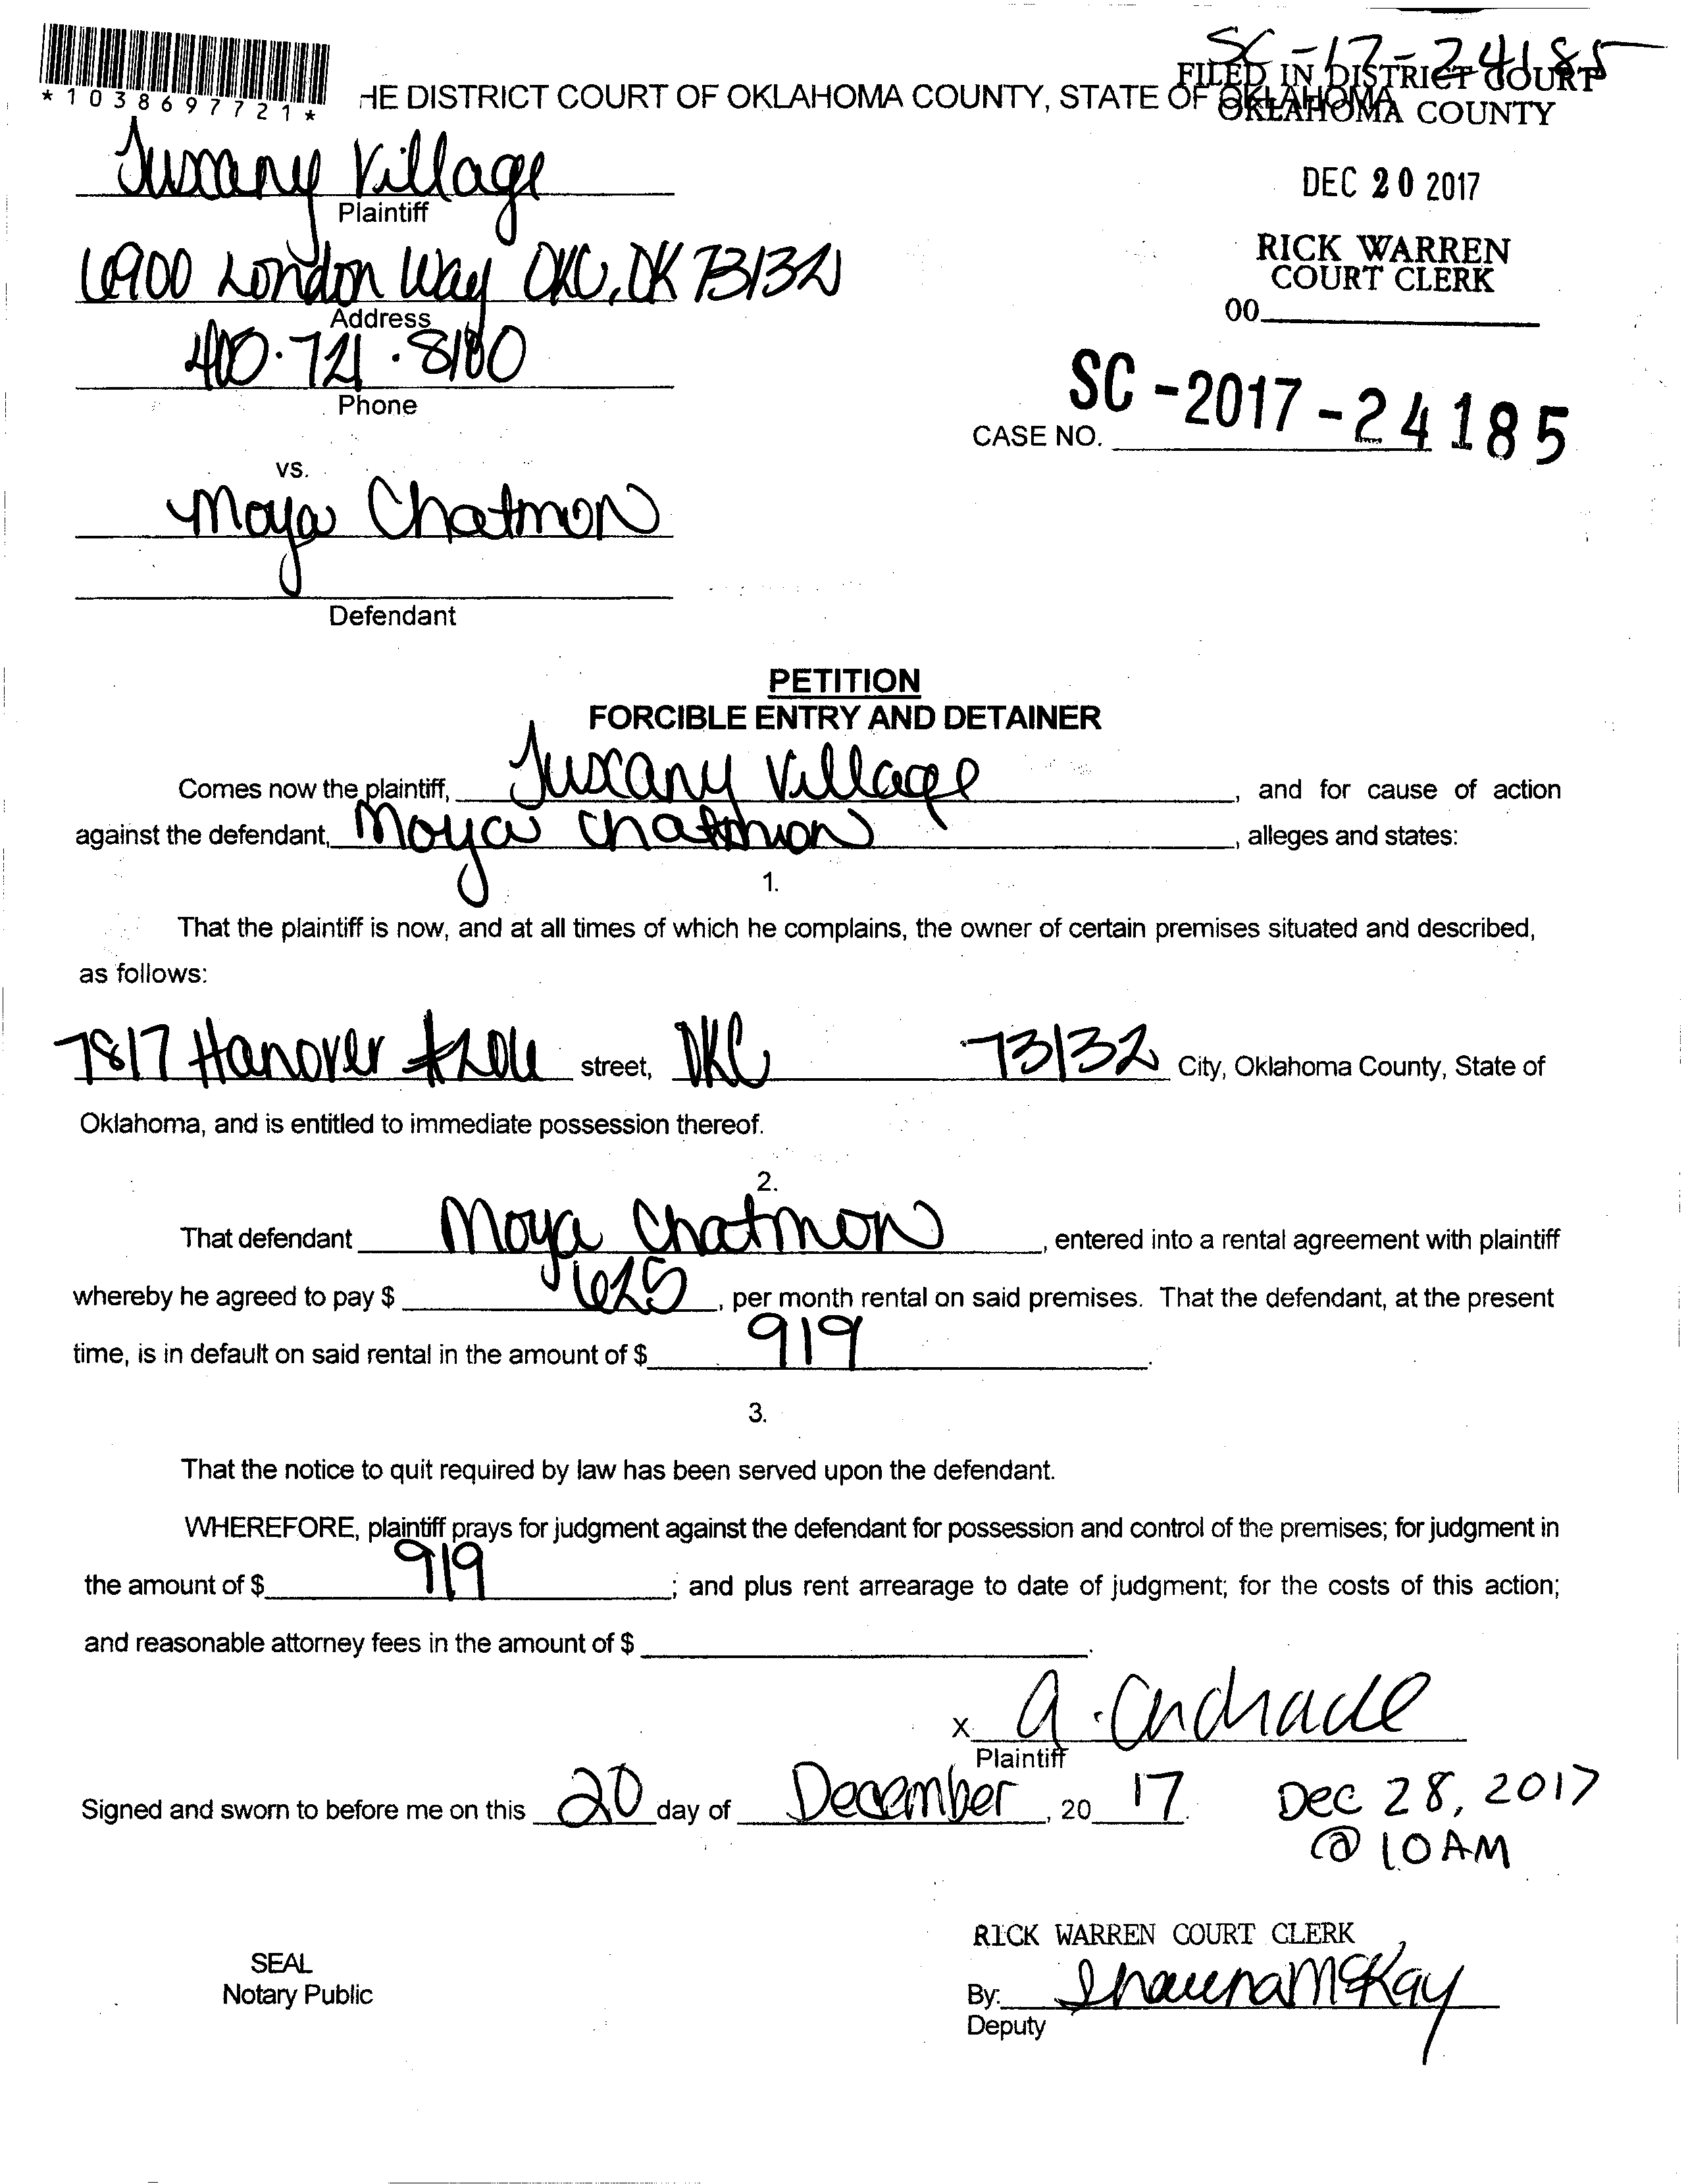 SC-17-24185
*1038697721*
HE DISTRICT COURT OF OKLAHOMA COUNTY, STATE OF OKLAHOMA
FILED IN DISTRICT COURT
OKLAHOMA COUNTY
Tuscany Village
Plaintiff
DEC 20 2017
6900 London Way OKC, OK 73132
Address
RICK WARREN
COURT CLERK
00
Phone
SC-2017-24185
CASE NO.
vs.
Moya Chatmon
Defendant
PETITION
FORCIBLE ENTRY AND DETAINER
Comes now the plaintiff, Tuscany Village, and for cause of action
against the defendant, Moya Chatmon, alleges and states:
1.
That the plaintiff is now, and at all times of which he complains, the owner of certain premises situated and described,
as follows:
7817 Hanover street, OKC 73132 City, Oklahoma County, State of
Oklahoma, and is entitled to immediate possession thereof.
2.
That defendant Moya Chatmon, entered into a rental agreement with plaintiff
whereby he agreed to pay $ 625, per month rental on said premises. That the defendant, at the present
time, is in default on said rental in the amount of $ 919.
3.
That the notice to quit required by law has been served upon the defendant.
WHEREFORE, plaintiff prays for judgment against the defendant for possession and control of the premises; for judgment in
the amount of $ 919; and plus rent arrearage to date of judgment; for the costs of this action;
and reasonable attorney fees in the amount of $ .
x A. Andrade
Plaintiff
Signed and sworn to before me on this 20 day of December, 20 17.
Dec 28, 2017
@ 10 AM
RICK WARREN COURT CLERK
SEAL
Notary Public
By: Shauna McKay
Deputy